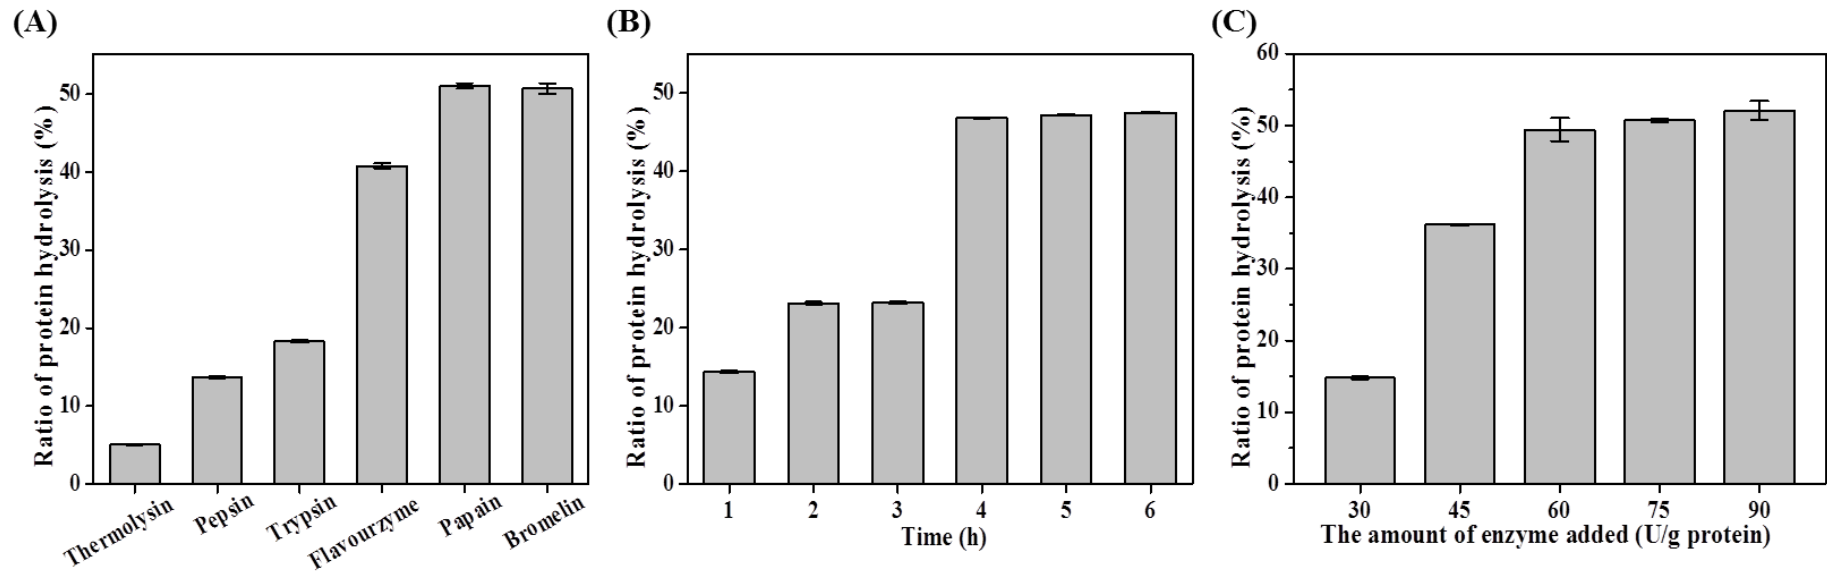 (A)
Ratio of protein hydrolysis (%)
50
40
30
20
10
0
Thermolysin
Pepsin
Trypsin
Flavourzyme
Papain
Bromelin
(B)
Ratio of protein hydrolysis (%)
50
40
30
20
10
0
1 2 3 4 5 6
Time (h)
(C)
Ratio of protein hydrolysis (%)
60
50
40
30
20
10
0
30 45 60 75 90
The amount of enzyme added (U/g protein)